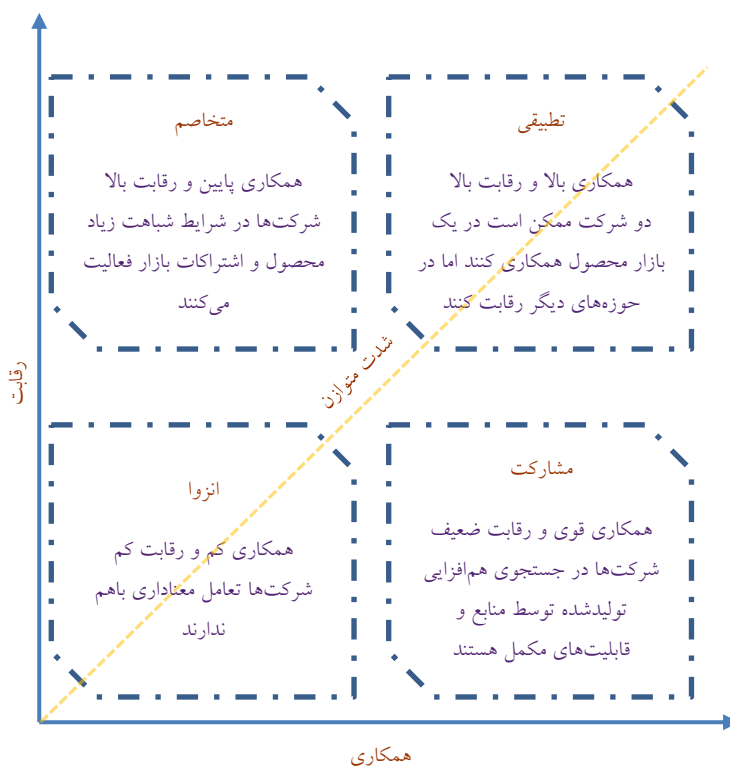 متخاصم
همکاری پایین و رقابت بالا
شرکت‌ها در شرایط شباهت زیاد
محصول و اشتراکات بازار فعالیت
می‌کنند
تطبیقی
همکاری بالا و رقابت بالا
دو شرکت ممکن است در یک
بازار محصول همکاری کنند اما در
حوزه‌های دیگر رقابت کنند
شدت متوازن
رقابت
انزوا
همکاری کم و رقابت کم
شرکت‌ها تعامل معناداری باهم
ندارند
مشارکت
همکاری قوی و رقابت ضعیف
شرکت‌ها در جستجوی هم‌افزایی
تولیدشده توسط منابع و
قابلیت‌های مکمل هستند
همکاری